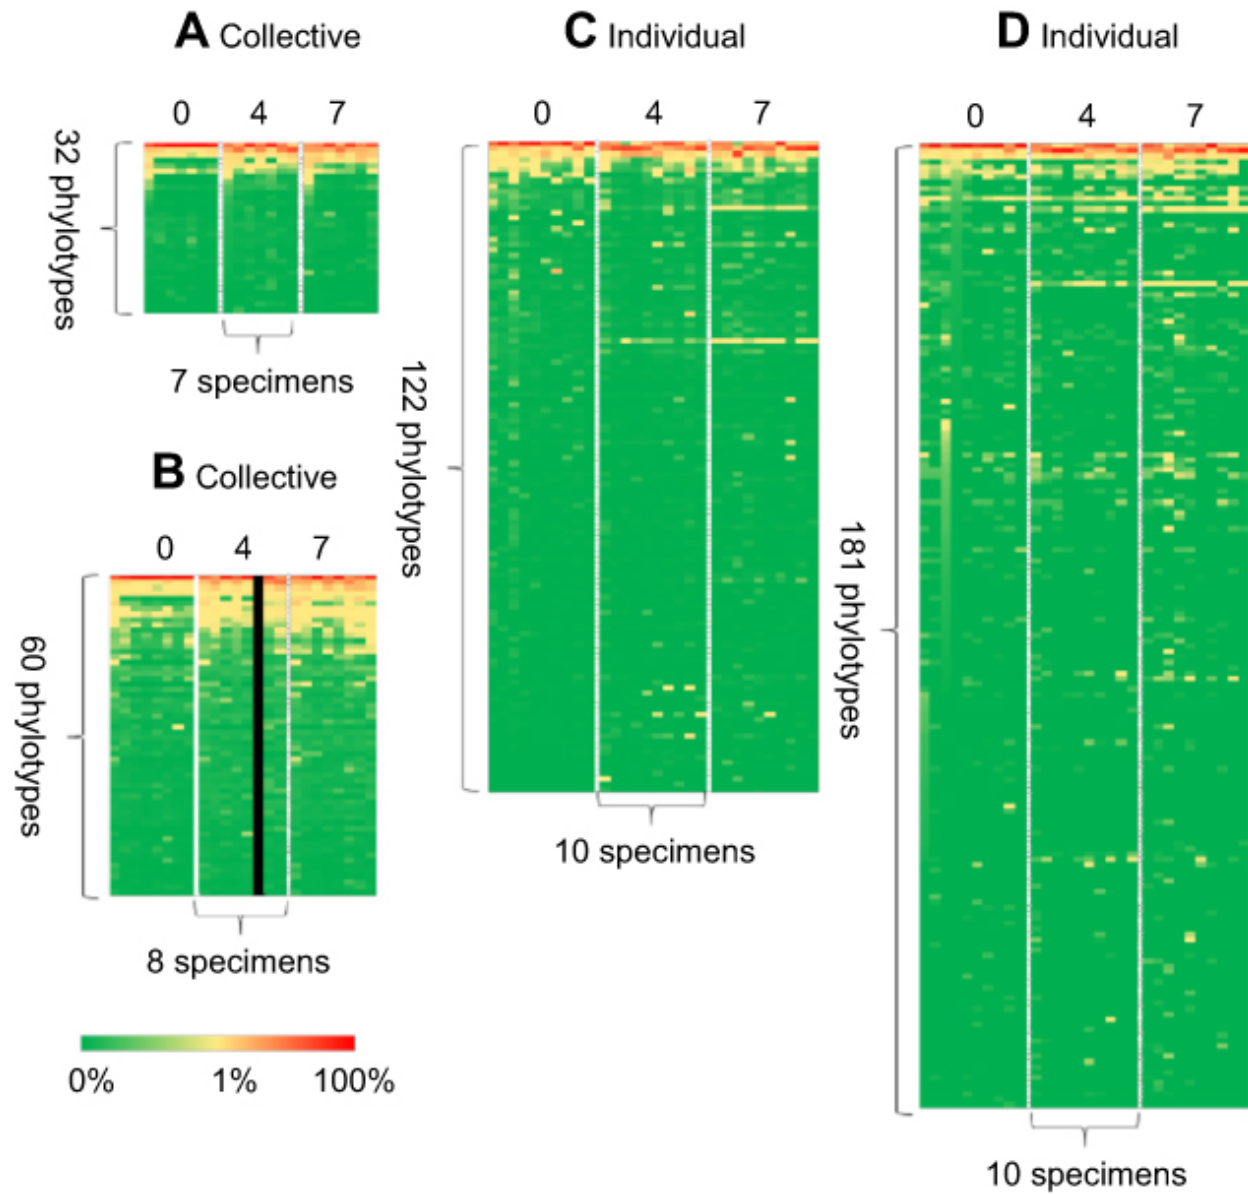 A Collective
0 4 7
32 phylotypes
7 specimens
B Collective
0 4 7
60 phylotypes
8 specimens
0% 1% 100%
C Individual
0 4 7
122 phylotypes
10 specimens
D Individual
0 4 7
181 phylotypes
10 specimens